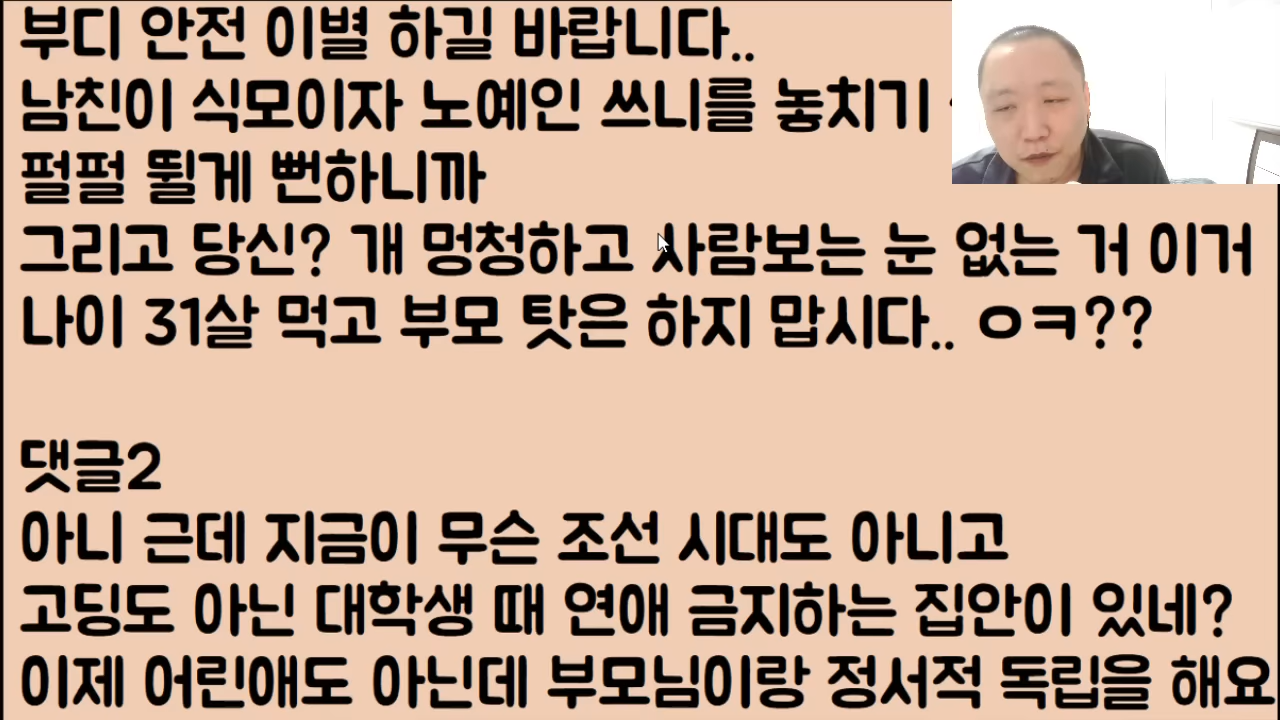 부디 안전 이별 하길 바랍니다..
남친이 식모이자 노예인 쓰니를 놓치기
펄펄 뛸게 뻔하니까
그리고 당신? 개 멍청하고 사람보는 눈 없는 거 이거
나이 31살 먹고 부모 탓은 하지 맙시다.. ㅇㅋ??
댓글2
아니 근데 지금이 무슨 조선 시대도 아니고
고딩도 아닌 대학생 때 연애 금지하는 집안이 있네?
이제 어린애도 아닌데 부모님이랑 정서적 독립을 해요